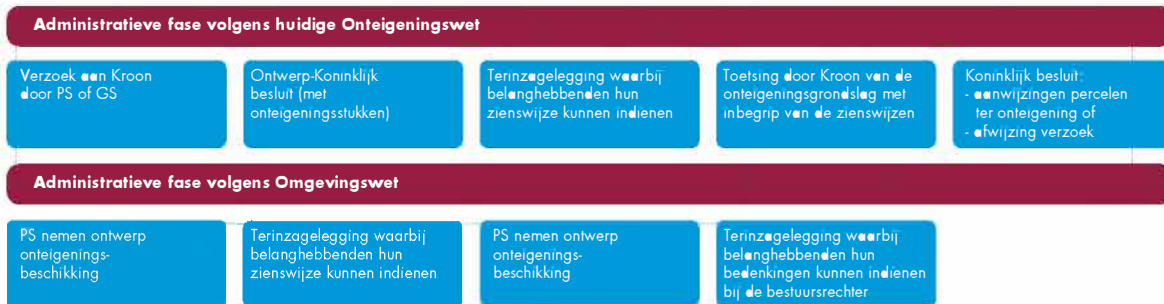 Administratieve fase volgens huidige Onteigeningswet
Verzoek aan Kroon
door PS of GS
Ontwerp-Koninklijk
besluit (met
onteigeningsstukken)
Terinzagelegging waarbij
belanghebbenden hun
zienswijze kunnen indienen
Toetsing door Kroon van de
onteigeningsgrondslag met
inbegrip van de zienswijzen
Koninklijk besluit:
- aanwijzingen percelen
ter onteigening of
- afwijzing verzoek
Administratieve fase volgens Omgevingswet
PS nemen ontwerp
onteigenings-
beschikking
Terinzagelegging waarbij
belanghebbenden hun
zienswijze kunnen indienen
PS nemen ontwerp
onteigenings-
beschikking
Terinzagelegging waarbij
belanghebbenden hun
bedenkingen kunnen indienen
bij de bestuursrechter